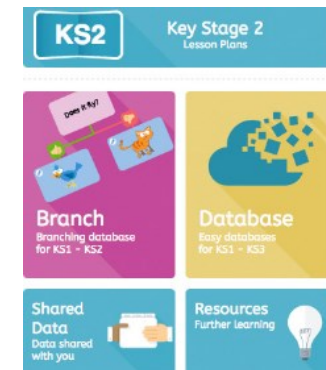 KS2
Key Stage 2
Lesson Plans
Does it fly?
Branch
Branching database
for KS1 - KS2
Database
Easy databases
for KS1 - KS3
Shared
Data
Data shared
with you
Resources
Further learning